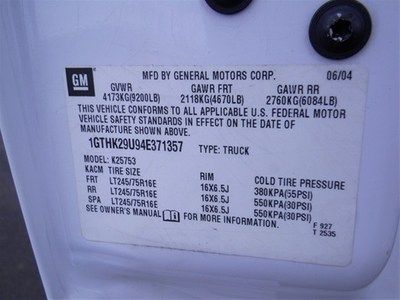 GM
MFD BY GENERAL MOTORS CORP. 06/04
GVWR GAWR FRT GAWR RR
4173KG(9200LB) 2118KG(4670LB) 2760KG(6084LB)
THIS VEHICLE CONFORMS TO ALL APPLICABLE U.S. FEDERAL MOTOR
VEHICLE SAFETY STANDARDS IN EFFECT ON THE DATE OF
MANUFACTURE SHOWN ABOVE.
1GTHK29U94E371357 TYPE: TRUCK
MODEL: K25753
KACM TIRE SIZE RIM COLD TIRE PRESSURE
FRT LT245/75R16E 16X6.5J 380KPA(55PSI)
RR LT245/75R16E 16X6.5J 550KPA(80PSI)
SPA LT245/75R16E 16X6.5J 550KPA(80PSI)
SEE OWNER'S MANUAL FOR ADDITIONAL INFORMATION.
F 927
T 2535